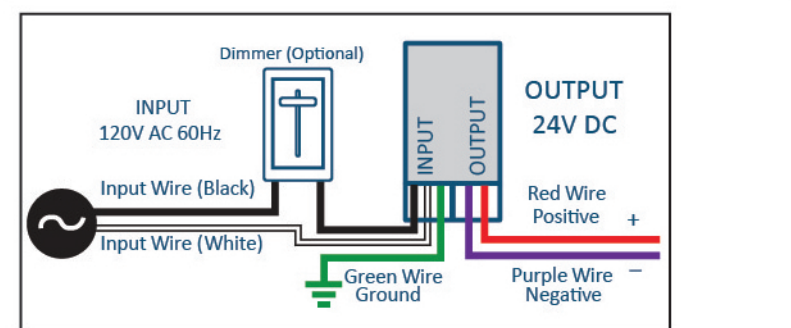 Dimmer (Optional)
INPUT
120V AC 60Hz
INPUT
OUTPUT
OUTPUT
24V DC
Input Wire (Black)
Red Wire
Positive +
Input Wire (White)
Green Wire
Ground
Purple Wire −
Negative